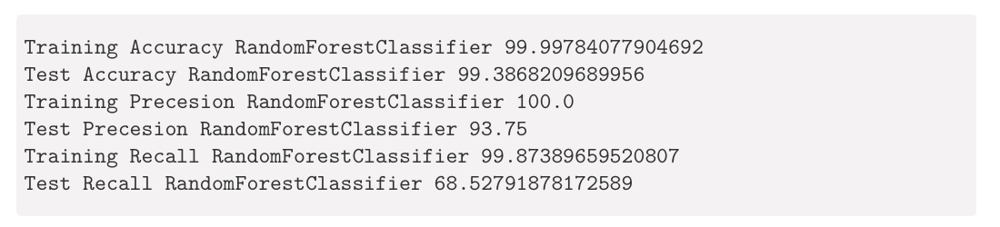 Training Accuracy RandomForestClassifier 99.99784077904692
Test Accuracy RandomForestClassifier 99.3868209689956
Training Precesion RandomForestClassifier 100.0
Test Precesion RandomForestClassifier 93.75
Training Recall RandomForestClassifier 99.87389659520807
Test Recall RandomForestClassifier 68.52791878172589